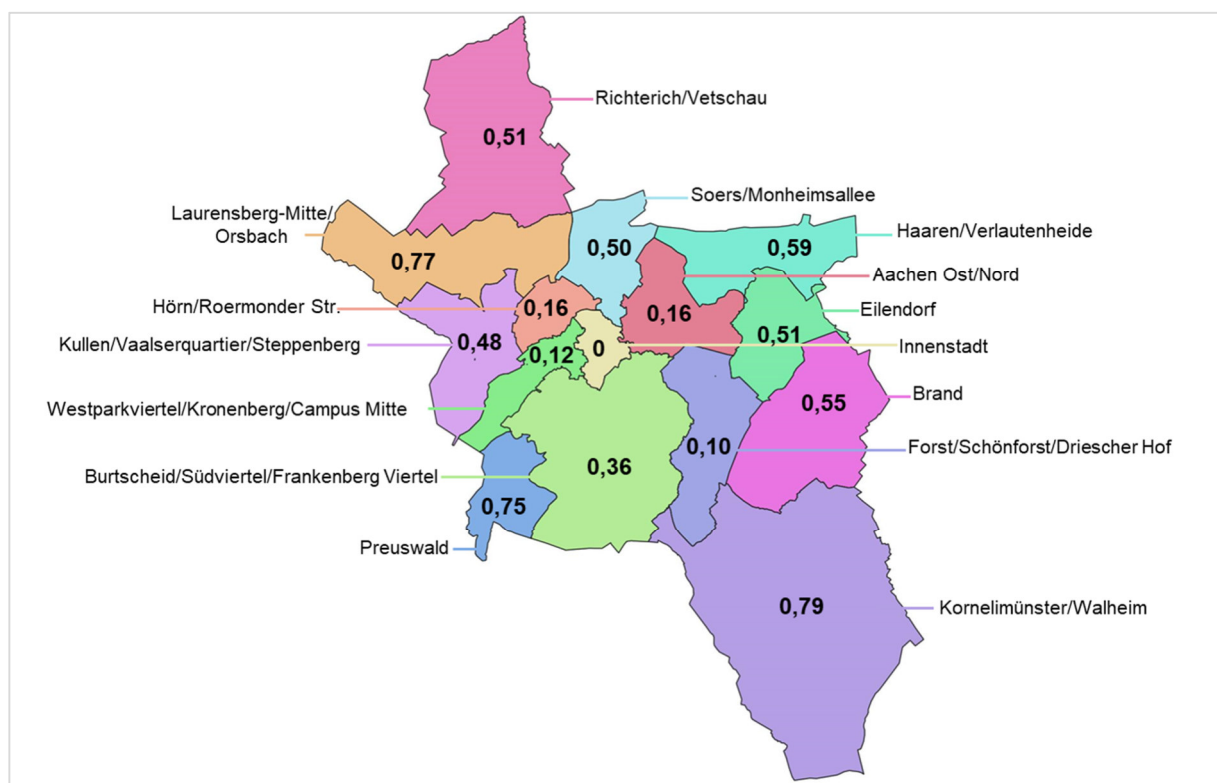 Richterich/Vetschau
0,51
Soers/Monheimsallee
Laurensberg-Mitte/
Orsbach
Haaren/Verlautenheide
0,50
0,59
0,77
Aachen Ost/Nord
Hörn/Roermonder Str.
0,16
0,16
Eilendorf
0,51
Kullen/Vaalserquartier/Steppenberg
0,48
0,12
0
Innenstadt
Brand
0,55
Westparkviertel/Kronenberg/Campus Mitte
0,10
Forst/Schönforst/Driescher Hof
0,36
Burtscheid/Südviertel/Frankenberg Viertel
0,75
Preuswald
0,79
Kornelimünster/Walheim